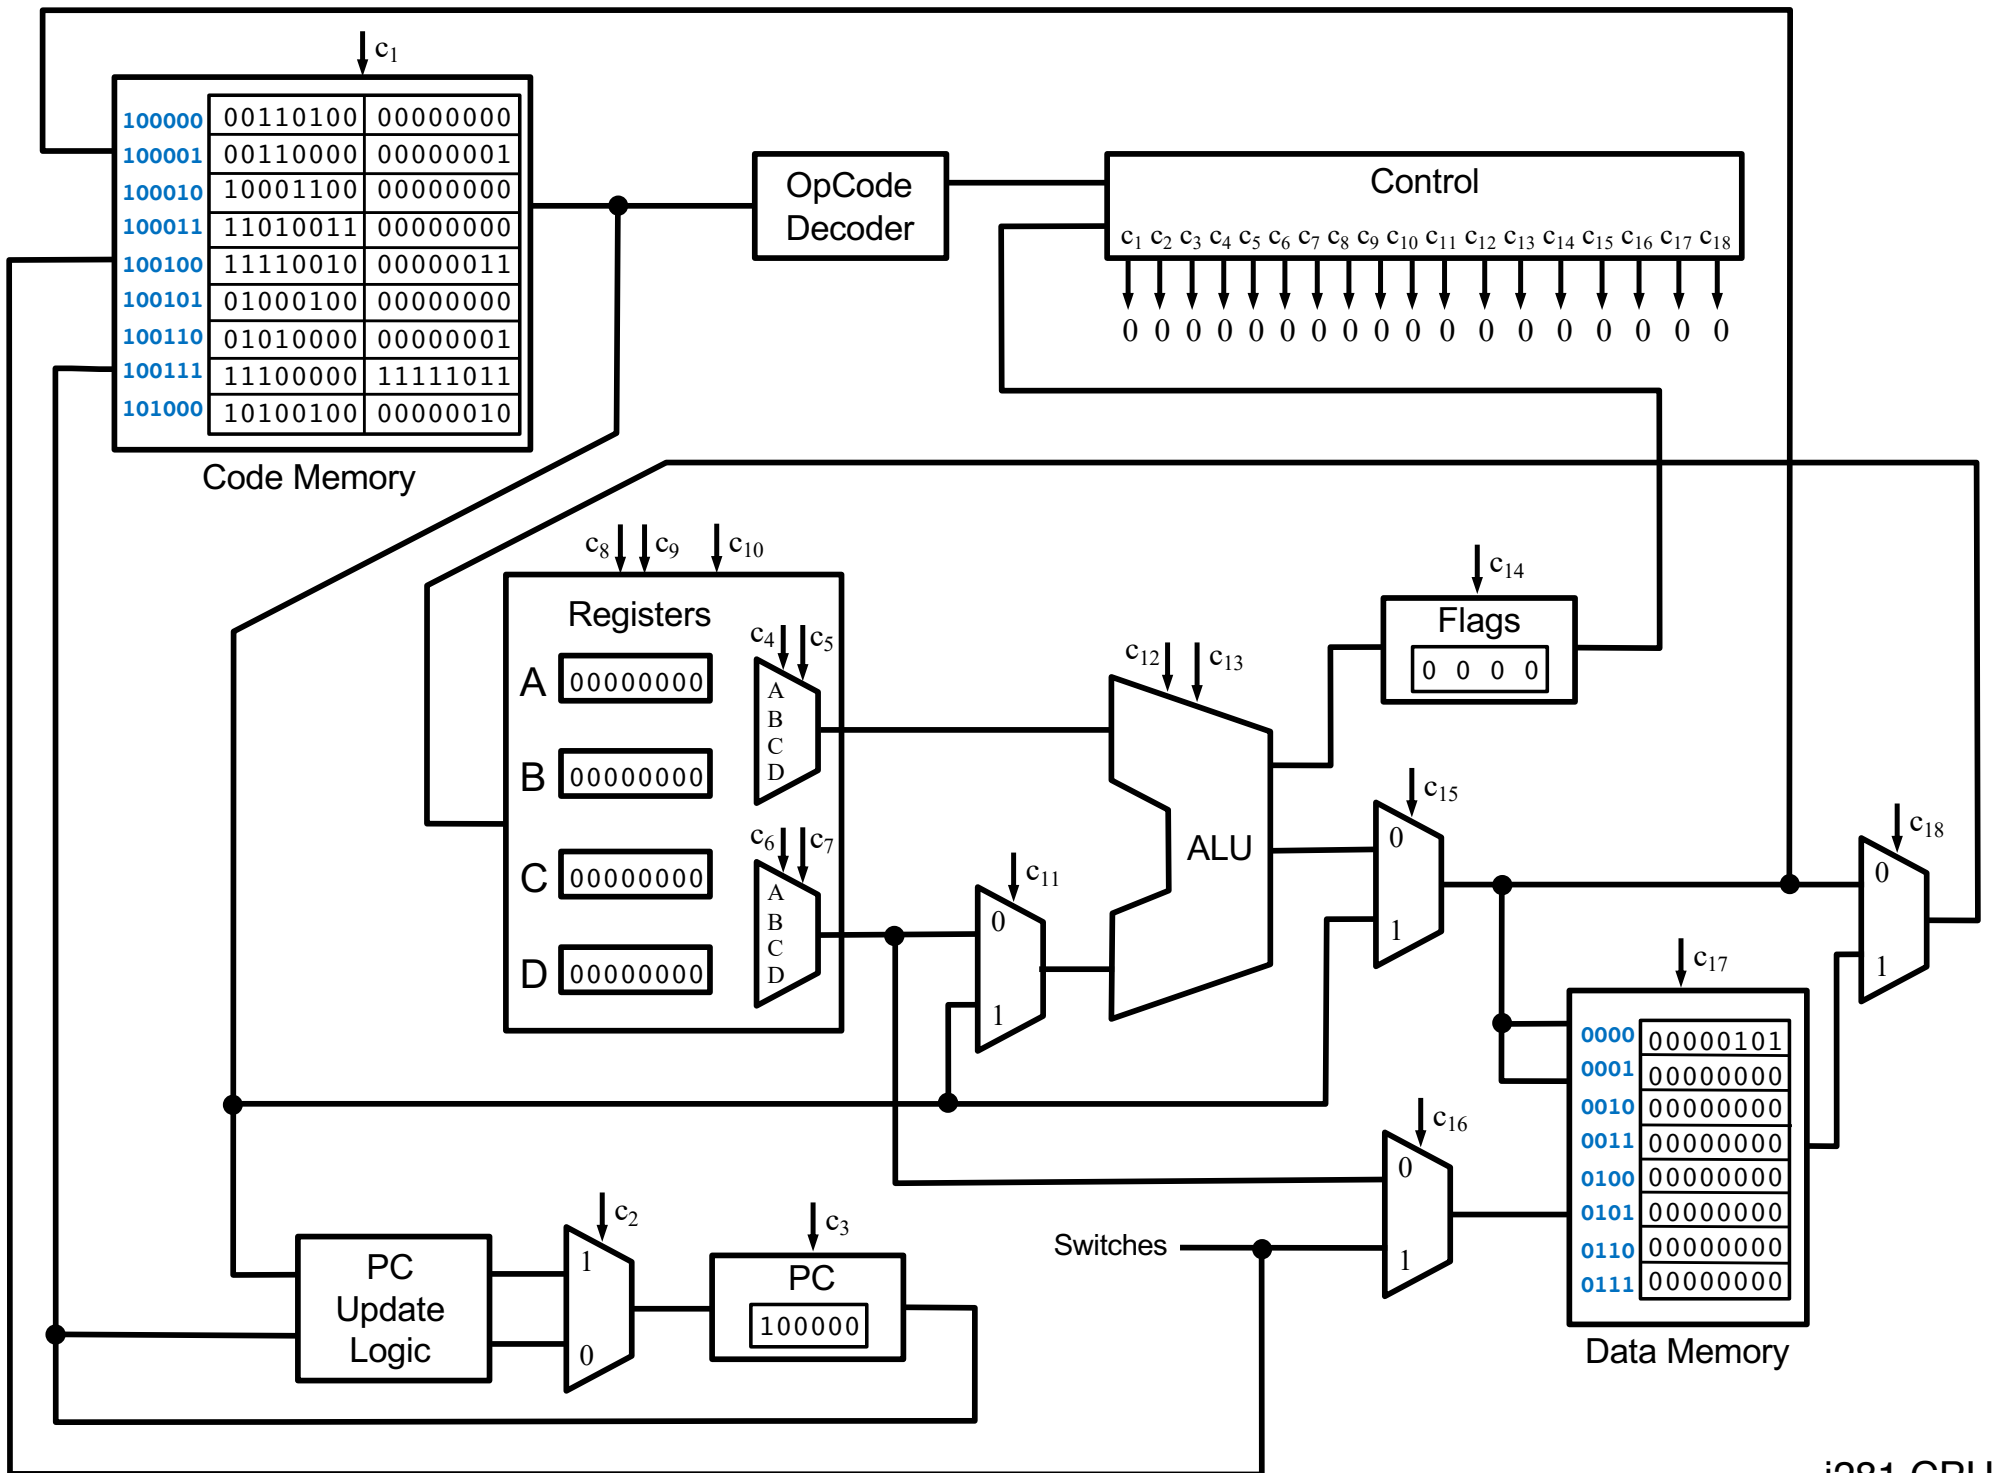 c1
100000 00110100 00000000
100001 00110000 00000001
100010 10001100 00000000
100011 11010011 00000000
100100 11110010 00000011
100101 01000100 00000000
100110 01010000 00000001
100111 11100000 11111011
101000 10100100 00000010
Code Memory
OpCode
Decoder
Control
c1 c2 c3 c4 c5 c6 c7 c8 c9 c10 c11 c12 c13 c14 c15 c16 c17 c18
0 0 0 0 0 0 0 0 0 0 0 0 0 0 0 0 0 0
c8 c9 c10
Registers
A 00000000
B 00000000
C 00000000
D 00000000
c4 c5
A
B
C
D
c6 c7
A
B
C
D
c11
0
1
c12 c13
ALU
c14
Flags
0 0 0 0
c15
0
1
c18
0
1
c17
0000 00000101
0001 00000000
0010 00000000
0011 00000000
0100 00000000
0101 00000000
0110 00000000
0111 00000000
Data Memory
c16
0
1
Switches
PC
Update
Logic
c2
1
0
c3
PC
100000